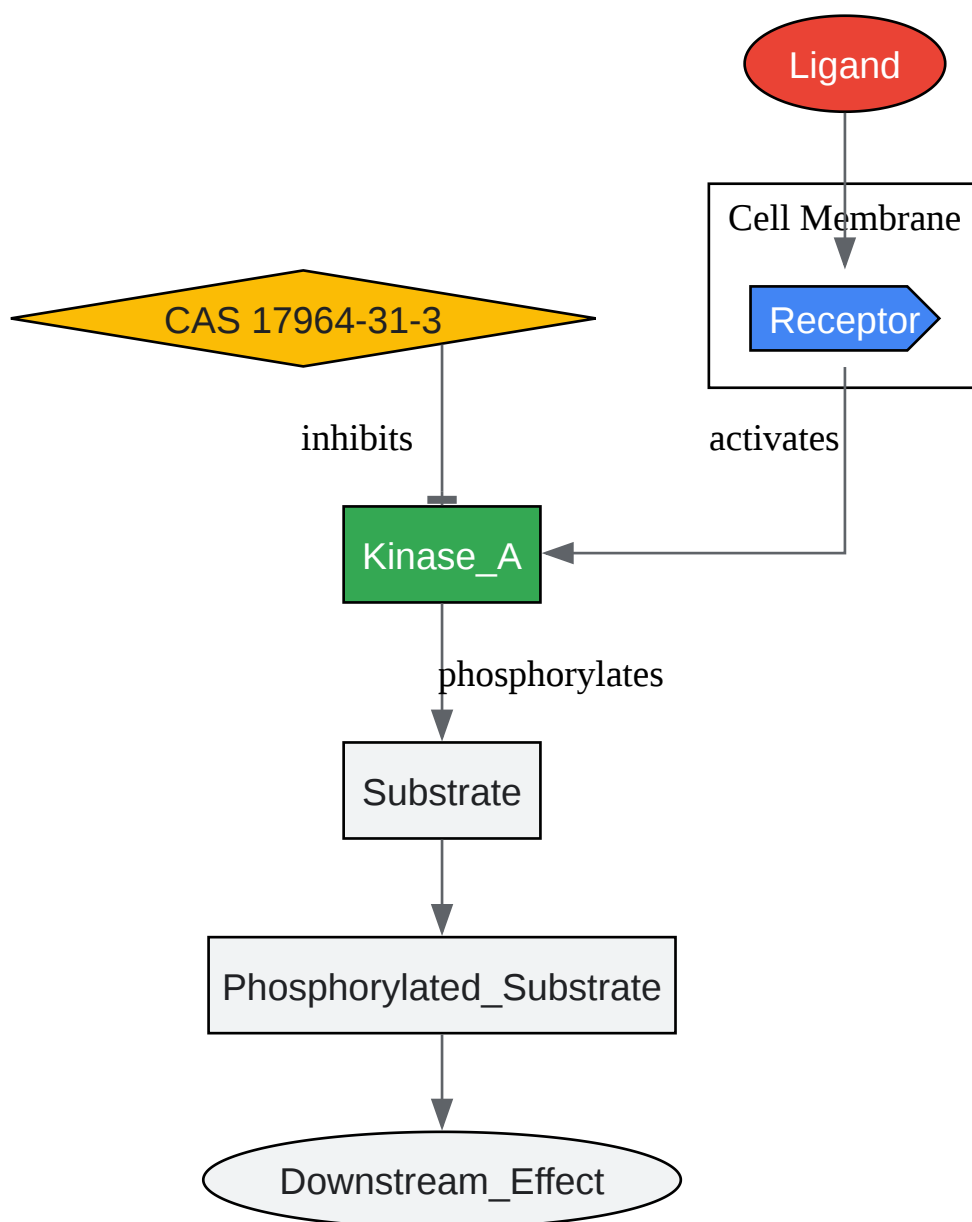 Ligand
Cell Membrane
CAS 17964-31-3
Receptor
inhibits
activates
Kinase_A
phosphorylates
Substrate
Phosphorylated_Substrate
Downstream_Effect